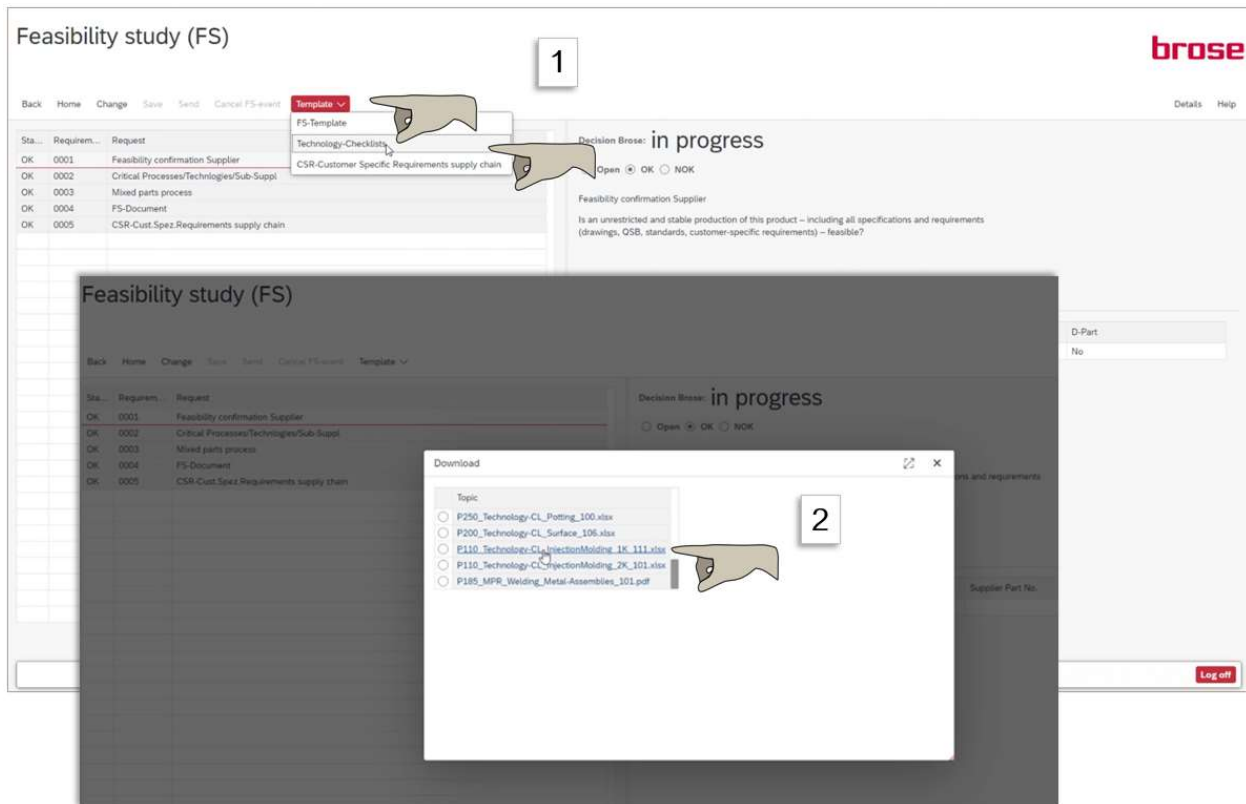 Feasibility study (FS)
brose
1
Back Home Change Save Send Cancel FS-event Template Details Help
FS-Template
Technology-Checklists
CSR-Customer Specific Requirements supply chain
Sta... Requirem... Request
OK 0001 Feasibility confirmation Supplier
OK 0002 Critical Processes/Technlogies/Sub-Suppl
OK 0003 Mixed parts process
OK 0004 FS-Document
OK 0005 CSR-Cust.Spez.Requirements supply chain
Decision Brose: in progress
Open OK NOK
Feasibility confirmation Supplier
Is an unrestricted and stable production of this product – including all specifications and requirements
(drawings, QSB, standards, customer-specific requirements) – feasible?
D-Part
No
Log off
Feasibility study (FS)
Back Home Change Save Send Cancel FS-event Template
Sta... Requirem... Request
OK 0001 Feasibility confirmation Supplier
OK 0002 Critical Processes/Technlogies/Sub-Suppl
OK 0003 Mixed parts process
OK 0004 FS-Document
OK 0005 CSR-Cust.Spez.Requirements supply chain
Decision Brose: in progress
Open OK NOK
ons and requirements
Supplier Part No.
Download
2
Topic
P250_Technology-CL_Potting_100.xlsx
P200_Technology-CL_Surface_106.xlsx
P110_Technology-CL_InjectionMolding_1K_111.xlsx
P110_Technology-CL_InjectionMolding_2K_101.xlsx
P185_MPR_Welding_Metal-Assemblies_101.pdf